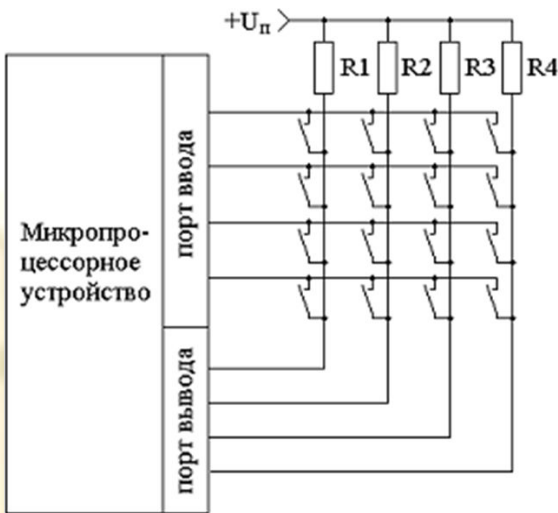 +Uп
R1 R2 R3 R4
Микропро-
цессорное
устройство
порт ввода
порт вывода